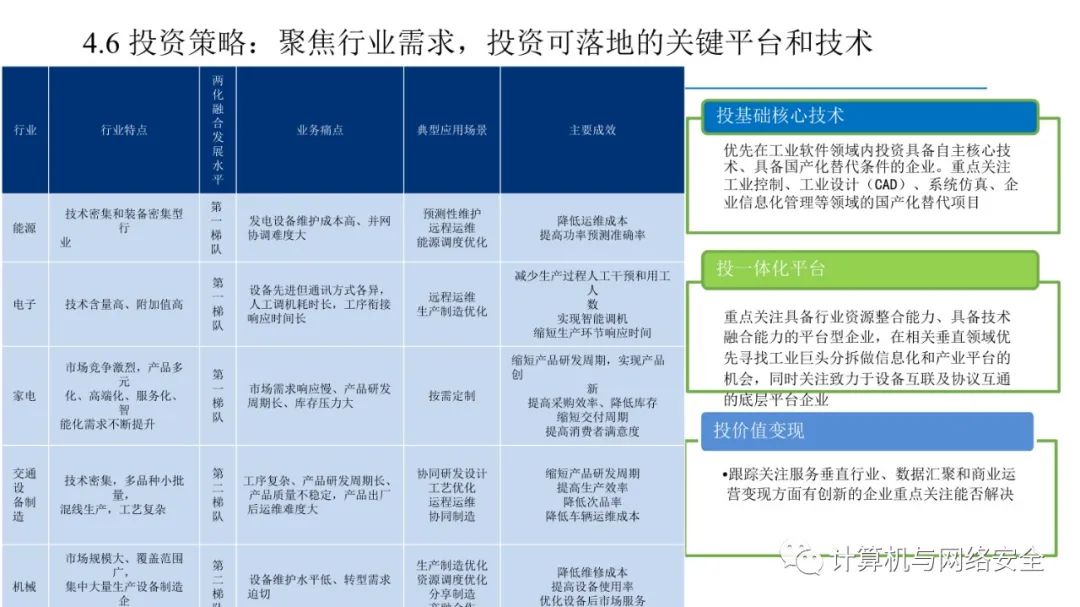 4.6 投资策略：聚焦行业需求，投资可落地的关键平台和技术
行业
行业特点
两
化
融
合
发
展
水
平
业务痛点
典型应用场景
主要成效
能源
技术密集和装备密集型
行
业
第
一
梯
队
发电设备维护成本高、并网
协调难度大
预测性维护
远程运维
能源调度优化
降低运维成本
提高功率预测准确率
电子
技术含量高、附加值高
第
一
梯
队
设备先进但通讯方式各异，
人工调机耗时长，工序衔接
响应时间长
远程运维
生产制造优化
减少生产过程人工干预和用工
人
数
实现智能调机
缩短生产环节响应时间
家电
市场竞争激烈，产品多
元
化、高端化、服务化、
智
能化需求不断提升
第
一
梯
队
市场需求响应慢、产品研发
周期长、库存压力大
按需定制
缩短产品研发周期，实现产品
创
新
提高采购效率、降低库存
缩短交付周期
提高消费者满意度
交通
设
备制
造
技术密集，多品种小批
量，
混线生产，工艺复杂
第
二
梯
队
工序复杂、产品研发周期长、
产品质量不稳定，产品出厂
后运维难度大
协同研发设计
工艺优化
远程运维
协同制造
缩短产品研发周期
提高生产效率
降低次品率
降低车辆运维成本
机械
市场规模大、覆盖范围
广，
集中大量生产设备制造
企
第
二
梯
队
设备维护水平低、转型需求
迫切
生产制造优化
资源调度优化
分享制造
降低维修成本
提高设备使用率
优化设备后市场服务
投基础核心技术
优先在工业软件领域内投资具备自主核心技
术、具备国产化替代条件的企业。重点关注
工业控制、工业设计（CAD）、系统仿真、企
业信息化管理等领域的国产化替代项目
投一体化平台
重点关注具备行业资源整合能力、具备技术
融合能力的平台型企业，在相关垂直领域优
先寻找工业巨头分拆做信息化和产业平台的
机会，同时关注致力于设备互联及协议互通
的底层平台企业
投价值变现
•跟踪关注服务垂直行业、数据汇聚和商业运
营变现方面有创新的企业重点关注能否解决
计算机与网络安全